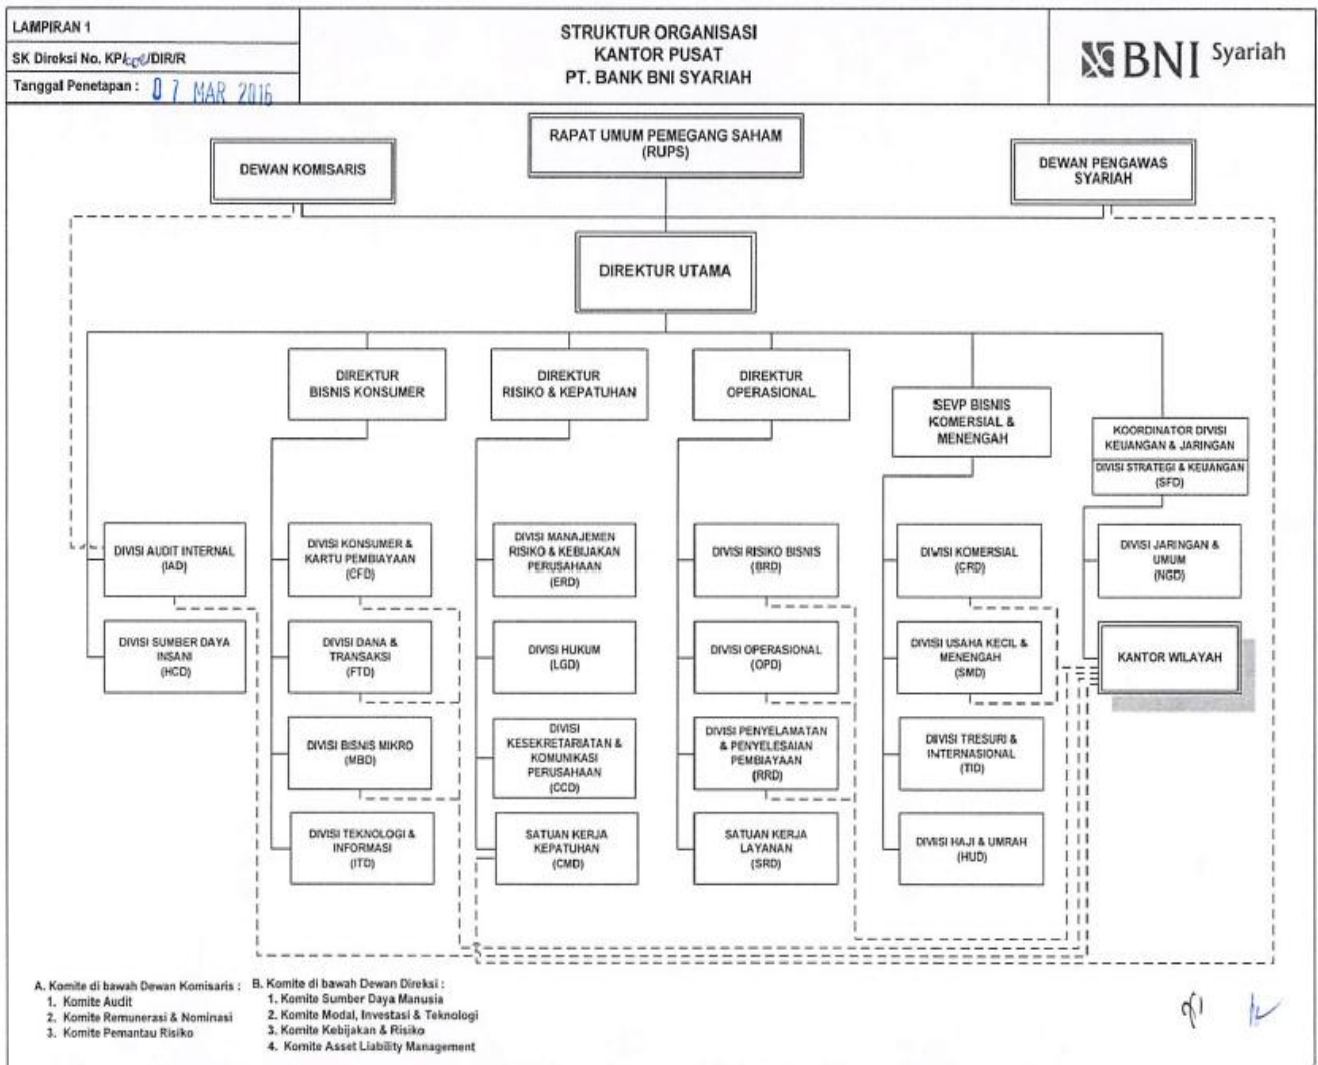 LAMPIRAN 1
SK Direksi No. KP/ /DIR/R
Tanggal Penetapan : 07 MAR 2016
STRUKTUR ORGANISASI
KANTOR PUSAT
PT. BANK BNI SYARIAH
BNI Syariah
RAPAT UMUM PEMEGANG SAHAM
(RUPS)
DEWAN KOMISARIS
DEWAN PENGAWAS
SYARIAH
DIREKTUR UTAMA
DIREKTUR
BISNIS KONSUMER
DIREKTUR
RISIKO & KEPATUHAN
DIREKTUR
OPERASIONAL
SEVP BISNIS
KOMERSIAL &
MENENGAH
KOORDINATOR DIVISI
KEUANGAN & JARINGAN
DIVISI STRATEGI & KEUANGAN
(SFD)
DIVISI AUDIT INTERNAL
(IAD)
DIVISI KONSUMER &
KARTU PEMBIAYAAN
(CFD)
DIVISI MANAJEMEN
RISIKO & KEBIJAKAN
PERUSAHAAN
(ERD)
DIVISI RISIKO BISNIS
(BRD)
DIVISI KOMERSIAL
(CRD)
DIVISI JARINGAN &
UMUM
(NGD)
DIVISI SUMBER DAYA
INSANI
(HCD)
DIVISI DANA &
TRANSAKSI
(FTD)
DIVISI HUKUM
(LGD)
DIVISI OPERASIONAL
(OPD)
DIVISI USAHA KECIL &
MENENGAH
(SMD)
KANTOR WILAYAH
DIVISI BISNIS MIKRO
(MBD)
DIVISI
KESEKRETARIATAN &
KOMUNIKASI
PERUSAHAAN
(CCD)
DIVISI PENYELAMATAN
& PENYELESAIAN
PEMBIAYAAN
(RRD)
DIVISI TRESURI &
INTERNASIONAL
(TID)
DIVISI TEKNOLOGI &
INFORMASI
(ITD)
SATUAN KERJA
KEPATUHAN
(CMD)
SATUAN KERJA
LAYANAN
(SRD)
DIVISI HAJI & UMRAH
(HUD)
A. Komite di bawah Dewan Komisaris :
1. Komite Audit
2. Komite Remunerasi & Nominasi
3. Komite Pemantau Risiko
B. Komite di bawah Dewan Direksi :
1. Komite Sumber Daya Manusia
2. Komite Modal, Investasi & Teknologi
3. Komite Kebijakan & Risiko
4. Komite Asset Liability Management